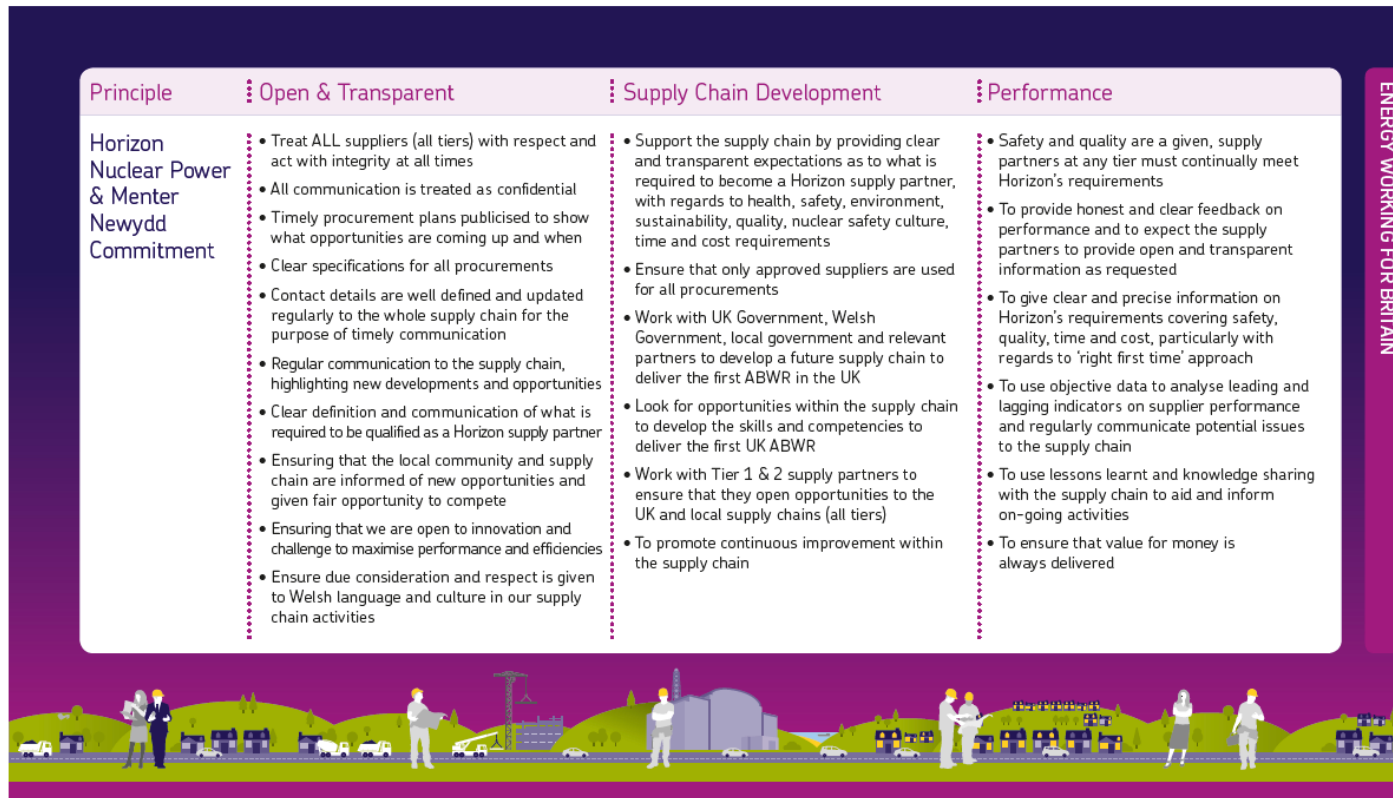 Principle
Open & Transparent
Supply Chain Development
Performance
Horizon
Nuclear Power
& Menter
Newydd
Commitment
• Treat ALL suppliers (all tiers) with respect and
act with integrity at all times
• All communication is treated as confidential
• Timely procurement plans publicised to show
what opportunities are coming up and when
• Clear specifications for all procurements
• Contact details are well defined and updated
regularly to the whole supply chain for the
purpose of timely communication
• Regular communication to the supply chain,
highlighting new developments and opportunities
• Clear definition and communication of what is
required to be qualified as a Horizon supply partner
• Ensuring that the local community and supply
chain are informed of new opportunities and
given fair opportunity to compete
• Ensuring that we are open to innovation and
challenge to maximise performance and efficiencies
• Ensure due consideration and respect is given
to Welsh language and culture in our supply
chain activities
• Support the supply chain by providing clear
and transparent expectations as to what is
required to become a Horizon supply partner,
with regards to health, safety, environment,
sustainability, quality, nuclear safety culture,
time and cost requirements
• Ensure that only approved suppliers are used
for all procurements
• Work with UK Government, Welsh
Government, local government and relevant
partners to develop a future supply chain to
deliver the first ABWR in the UK
• Look for opportunities within the supply chain
to develop the skills and competencies to
deliver the first UK ABWR
• Work with Tier 1 & 2 supply partners to
ensure that they open opportunities to the
UK and local supply chains (all tiers)
• To promote continuous improvement within
the supply chain
• Safety and quality are a given, supply
partners at any tier must continually meet
Horizon's requirements
• To provide honest and clear feedback on
performance and to expect the supply
partners to provide open and transparent
information as requested
• To give clear and precise information on
Horizon's requirements covering safety,
quality, time and cost, particularly with
regards to 'right first time' approach
• To use objective data to analyse leading and
lagging indicators on supplier performance
and regularly communicate potential issues
to the supply chain
• To use lessons learnt and knowledge sharing
with the supply chain to aid and inform
on-going activities
• To ensure that value for money is
always delivered
ENERGY WORKING FOR BRITAIN